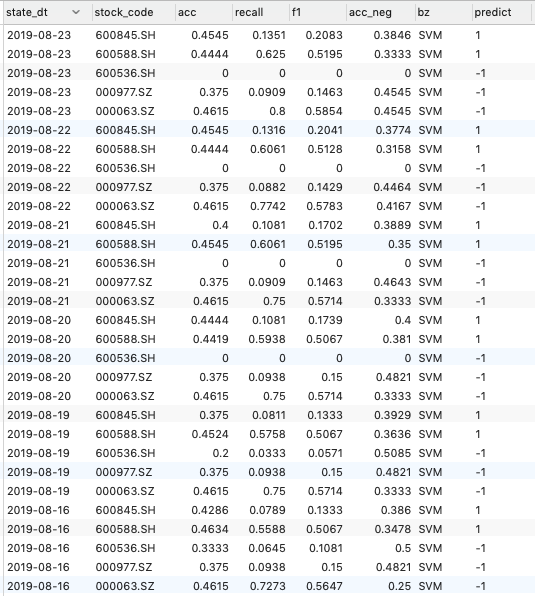 state_dt stock_code acc recall f1 acc_neg bz predict
2019-08-23 600845.SH 0.4545 0.1351 0.2083 0.3846 SVM 1
2019-08-23 600588.SH 0.4444 0.625 0.5195 0.3333 SVM 1
2019-08-23 600536.SH 0 0 0 0 SVM -1
2019-08-23 000977.SZ 0.375 0.0909 0.1463 0.4545 SVM -1
2019-08-23 000063.SZ 0.4615 0.8 0.5854 0.4545 SVM -1
2019-08-22 600845.SH 0.4545 0.1316 0.2041 0.3774 SVM 1
2019-08-22 600588.SH 0.4444 0.6061 0.5128 0.3158 SVM 1
2019-08-22 600536.SH 0 0 0 0 SVM -1
2019-08-22 000977.SZ 0.375 0.0882 0.1429 0.4464 SVM -1
2019-08-22 000063.SZ 0.4615 0.7742 0.5783 0.4167 SVM -1
2019-08-21 600845.SH 0.4 0.1081 0.1702 0.3889 SVM 1
2019-08-21 600588.SH 0.4545 0.6061 0.5195 0.35 SVM 1
2019-08-21 600536.SH 0 0 0 0 SVM -1
2019-08-21 000977.SZ 0.375 0.0909 0.1463 0.4643 SVM -1
2019-08-21 000063.SZ 0.4615 0.75 0.5714 0.3333 SVM -1
2019-08-20 600845.SH 0.4444 0.1081 0.1739 0.4 SVM 1
2019-08-20 600588.SH 0.4419 0.5938 0.5067 0.381 SVM 1
2019-08-20 600536.SH 0 0 0 0 SVM -1
2019-08-20 000977.SZ 0.375 0.0938 0.15 0.4821 SVM -1
2019-08-20 000063.SZ 0.4615 0.75 0.5714 0.3333 SVM -1
2019-08-19 600845.SH 0.375 0.0811 0.1333 0.3929 SVM 1
2019-08-19 600588.SH 0.4524 0.5758 0.5067 0.3636 SVM 1
2019-08-19 600536.SH 0.2 0.0333 0.0571 0.5085 SVM -1
2019-08-19 000977.SZ 0.375 0.0938 0.15 0.4821 SVM -1
2019-08-19 000063.SZ 0.4615 0.75 0.5714 0.3333 SVM -1
2019-08-16 600845.SH 0.4286 0.0789 0.1333 0.386 SVM 1
2019-08-16 600588.SH 0.4634 0.5588 0.5067 0.3478 SVM 1
2019-08-16 600536.SH 0.3333 0.0645 0.1081 0.5 SVM -1
2019-08-16 000977.SZ 0.375 0.0938 0.15 0.4821 SVM -1
2019-08-16 000063.SZ 0.4615 0.7273 0.5647 0.25 SVM -1